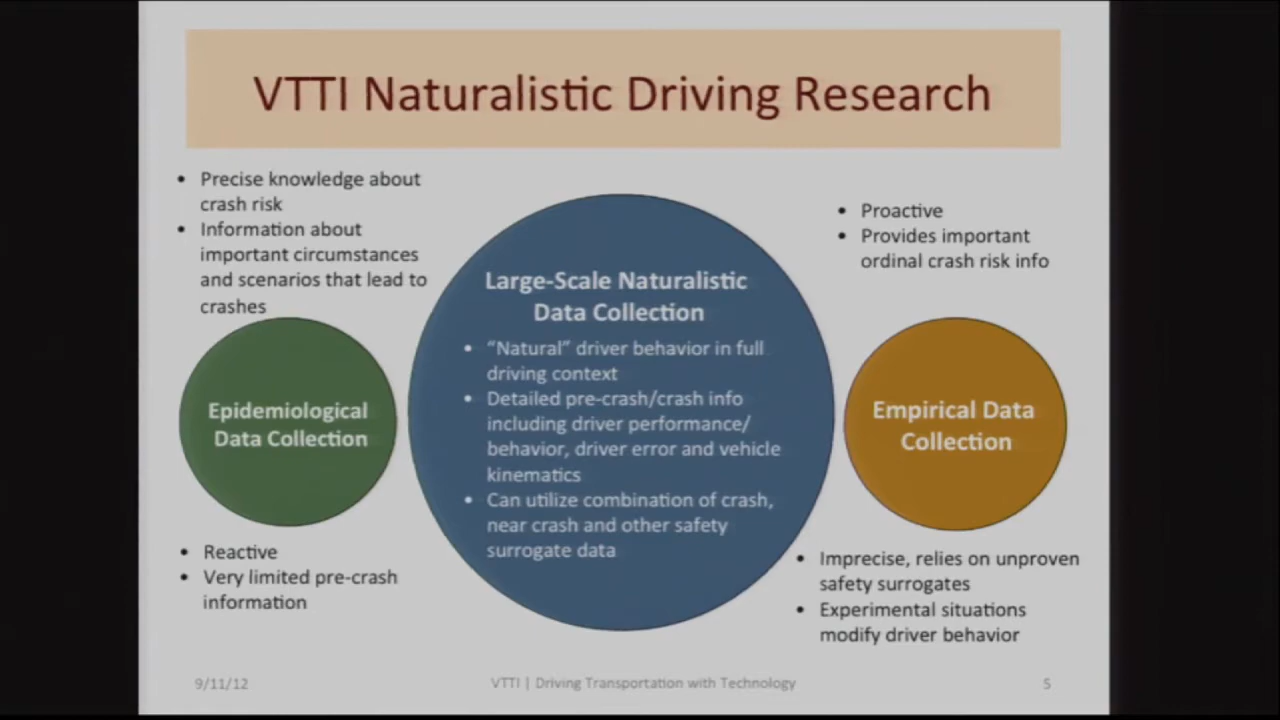 VTTI Naturalistic Driving Research
• Precise knowledge about
crash risk
• Information about
important circumstances
and scenarios that lead to
crashes
Epidemiological
Data Collection
• Reactive
• Very limited pre-crash
information
Large-Scale Naturalistic
Data Collection
• “Natural” driver behavior in full
driving context
• Detailed pre-crash/crash info
including driver performance/
behavior, driver error and vehicle
kinematics
• Can utilize combination of crash,
near crash and other safety
surrogate data
• Proactive
• Provides important
ordinal crash risk info
Empirical Data
Collection
• Imprecise, relies on unproven
safety surrogates
• Experimental situations
modify driver behavior
9/11/12
VTTI | Driving Transportation with Technology
5